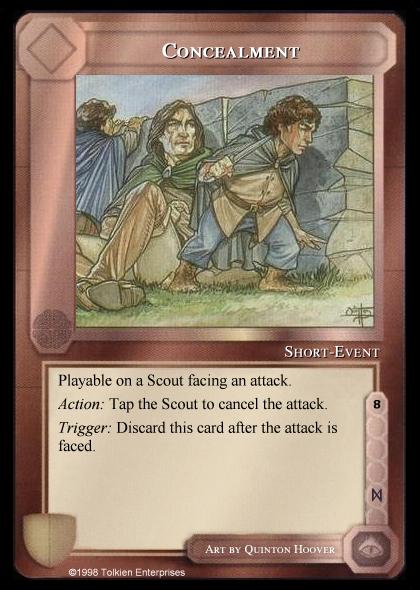 Concealment
Short-Event
Playable on a Scout facing an attack.
Action: Tap the Scout to cancel the attack.
Trigger: Discard this card after the attack is
faced.
8
Art by Quinton Hoover
©1998 Tolkien Enterprises